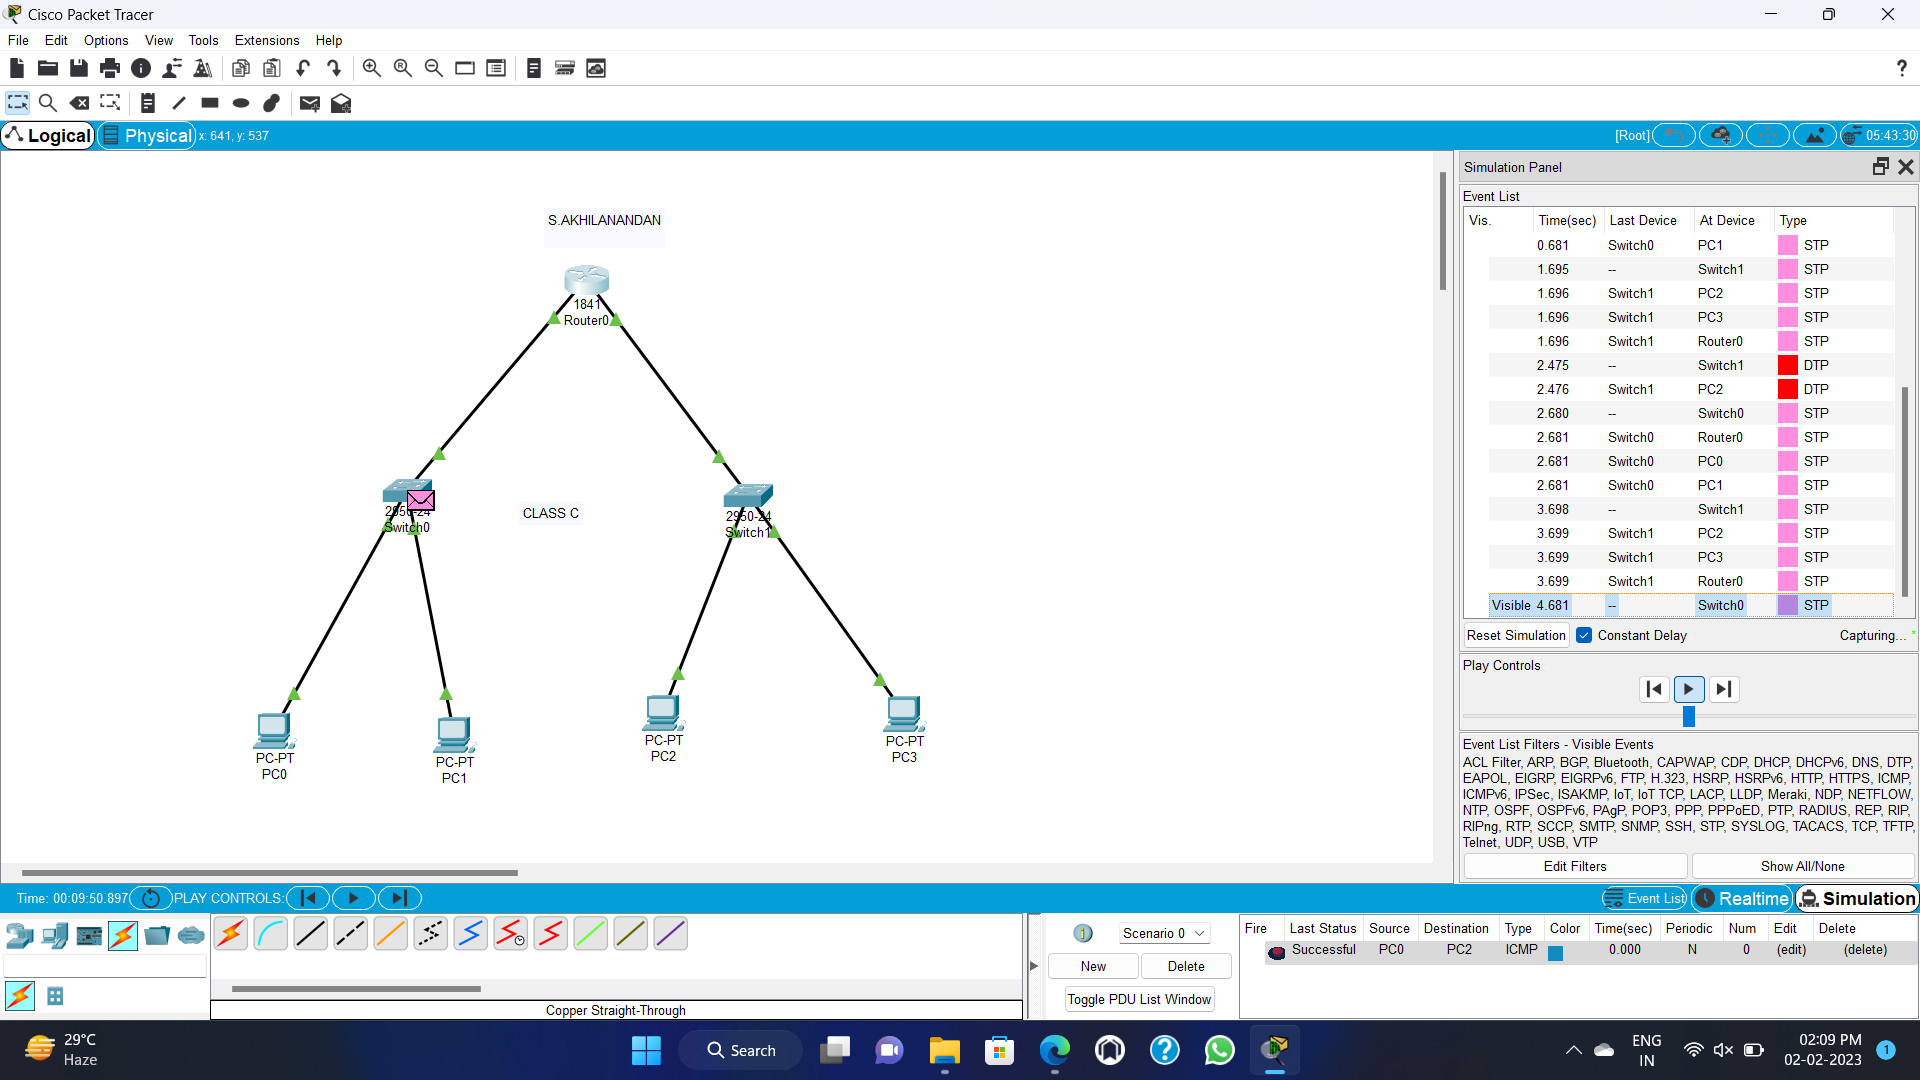 Cisco Packet Tracer
File Edit Options View Tools Extensions Help
Logical Physical x: 641, y: 537 [Root] 05:43:30
S.AKHILANANDAN
1841
Router0
2950-24
Switch0
CLASS C
2950-24
Switch1
PC-PT
PC0
PC-PT
PC1
PC-PT
PC2
PC-PT
PC3
Simulation Panel
Event List
Vis. Time(sec) Last Device At Device Type
0.681 Switch0 PC1 STP
1.695 -- Switch1 STP
1.696 Switch1 PC2 STP
1.696 Switch1 PC3 STP
1.696 Switch1 Router0 STP
2.475 -- Switch1 DTP
2.476 Switch1 PC2 DTP
2.680 -- Switch0 STP
2.681 Switch0 Router0 STP
2.681 Switch0 PC0 STP
2.681 Switch0 PC1 STP
3.698 -- Switch1 STP
3.699 Switch1 PC2 STP
3.699 Switch1 PC3 STP
3.699 Switch1 Router0 STP
Visible 4.681 -- Switch0 STP
Reset Simulation Constant Delay Capturing... *
Play Controls
Event List Filters - Visible Events
ACL Filter, ARP, BGP, Bluetooth, CAPWAP, CDP, DHCP, DHCPv6, DNS, DTP,
EAPOL, EIGRP, EIGRPv6, FTP, H.323, HSRP, HSRPv6, HTTP, HTTPS, ICMP,
ICMPv6, IPSec, ISAKMP, IoT, IoT TCP, LACP, LLDP, Meraki, NDP, NETFLOW,
NTP, OSPF, OSPFv6, PAgP, POP3, PPP, PPPoED, PTP, RADIUS, REP, RIP,
RIPng, RTP, SCCP, SMTP, SNMP, SSH, STP, SYSLOG, TACACS, TCP, TFTP,
Telnet, UDP, USB, VTP
Edit Filters Show All/None
Time: 00:09:50.897 PLAY CONTROLS: Event List Realtime Simulation
Copper Straight-Through
Scenario 0
New Delete
Toggle PDU List Window
Fire Last Status Source Destination Type Color Time(sec) Periodic Num Edit Delete
Successful PC0 PC2 ICMP 0.000 N 0 (edit) (delete)
29°C
Haze
Search
ENG
IN
02:09 PM
02-02-2023
1